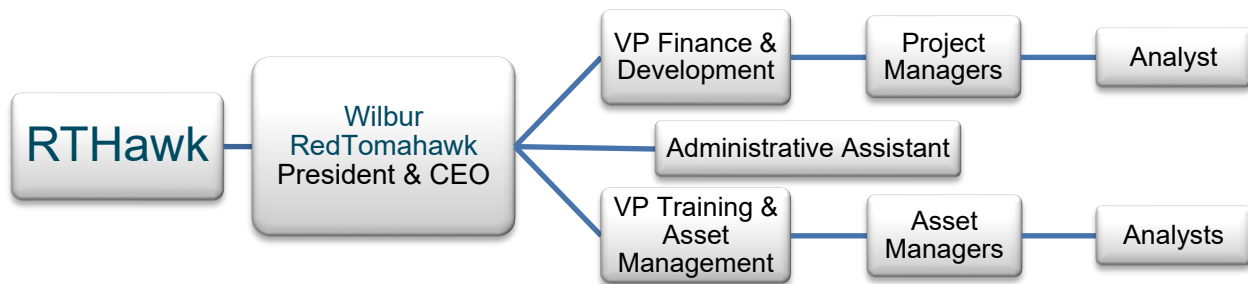 RTHawk
Wilbur
RedTomahawk
President & CEO
VP Finance &
Development
Project
Managers
Analyst
Administrative Assistant
VP Training &
Asset
Management
Asset
Managers
Analysts